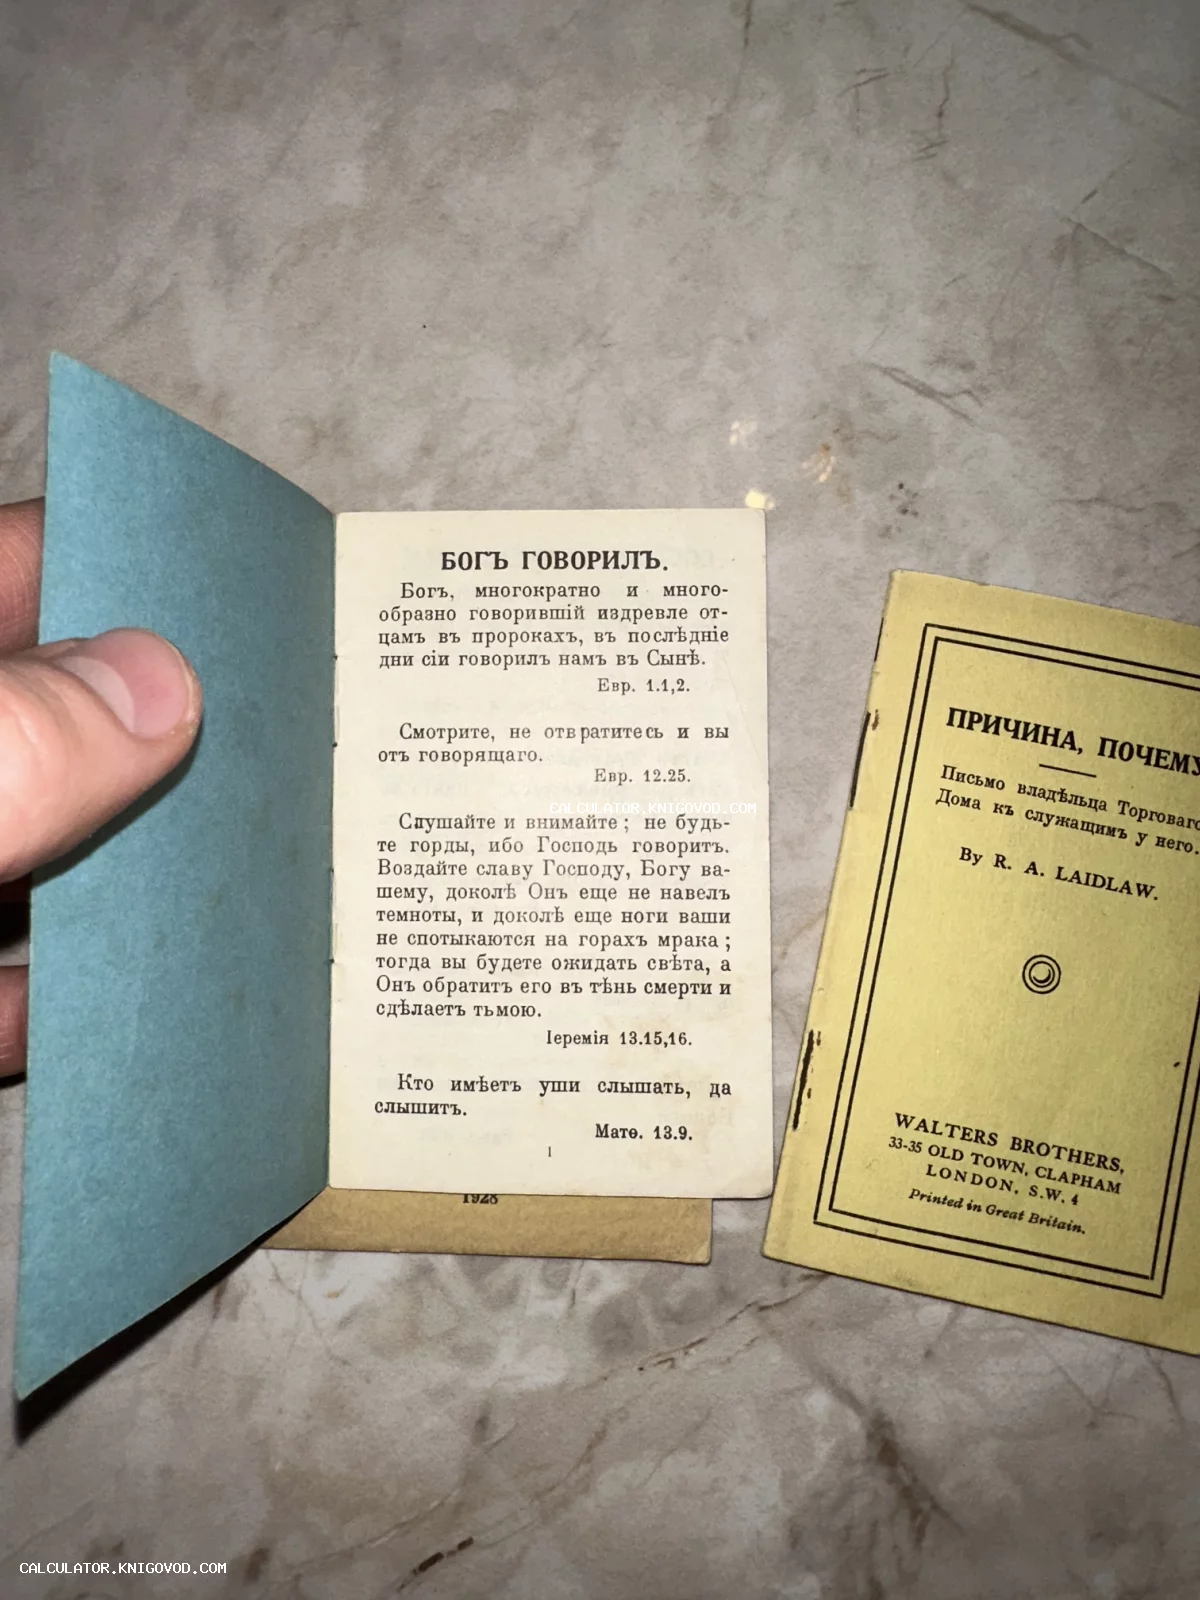 БОГЪ ГОВОРИЛЪ.
Богъ, многократно и много-
образно говорившій издревле от-
цамъ въ пророкахъ, въ послѣдніе
дни сіи говорилъ намъ въ Сынѣ.
Евр. 1.1,2.
Смотрите, не отвратитесь и вы
отъ говорящаго.
Евр. 12.25.
CALCULATOR.KNIGOVOD.COM
Слушайте и внимайте ; не будь-
те горды, ибо Господь говоритъ.
Воздайте славу Господу, Богу ва-
шему, доколѣ Онъ еще не навелъ
темноты, и доколѣ еще ноги ваши
не спотыкаются на горахъ мрака ;
тогда вы будете ожидать свѣта, а
Онъ обратитъ его въ тѣнь смерти и
сдѣлаетъ тьмою.
Іеремія 13.15,16.
Кто имѣетъ уши слышать, да
слышитъ.
Матѳ. 13.9.
1
1928
ПРИЧИНА, ПОЧЕМУ
Письмо владѣльца Торговаго
Дома къ служащимъ у него.
By R. A. LAIDLAW.
WALTERS BROTHERS,
33-35 OLD TOWN, CLAPHAM
LONDON, S.W. 4
Printed in Great Britain.
CALCULATOR.KNIGOVOD.COM